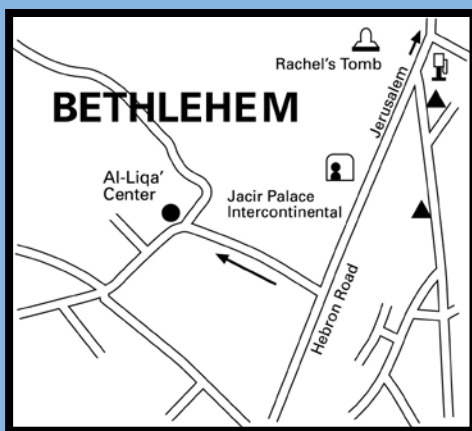 Rachel's Tomb
Jerusalem
BETHLEHEM
Al-Liqa'
Center
Jacir Palace
Intercontinental
Hebron Road